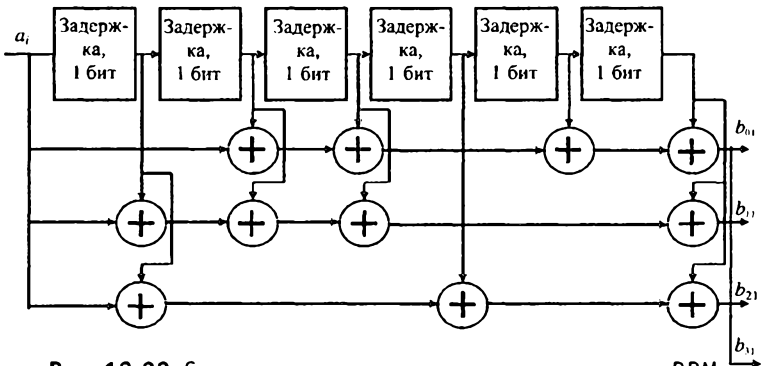 a_i
Задерж-
ка,
1 бит
Задерж-
ка,
1 бит
Задерж-
ка,
1 бит
Задерж-
ка,
1 бит
Задерж-
ка,
1 бит
Задерж-
ка,
1 бит
+ + + +
b_01
+ + + +
b_11
+ + +
b_21
b_31